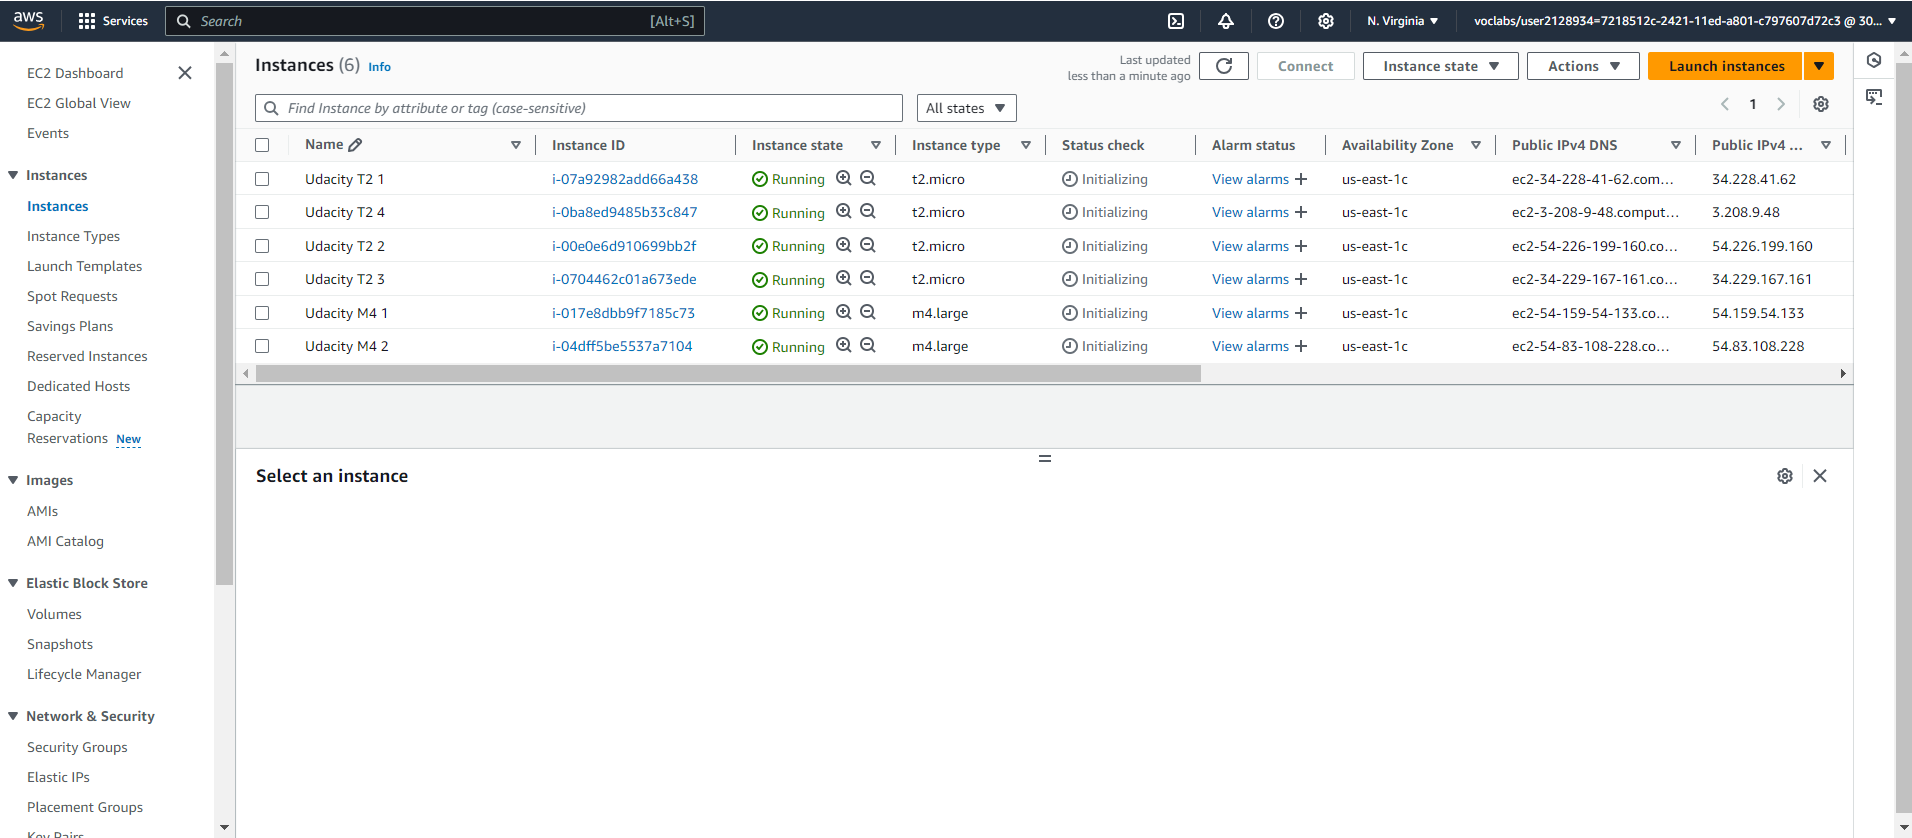 aws Services Search [Alt+S] N. Virginia voclabs/user2128934=7218512c-2421-11ed-a801-c797607d72c3 @ 30...
EC2 Dashboard
EC2 Global View
Events
Instances
Instances
Instance Types
Launch Templates
Spot Requests
Savings Plans
Reserved Instances
Dedicated Hosts
Capacity
Reservations New
Images
AMIs
AMI Catalog
Elastic Block Store
Volumes
Snapshots
Lifecycle Manager
Network & Security
Security Groups
Elastic IPs
Placement Groups
Key Pairs
Instances (6) Info
Last updated
less than a minute ago
Connect Instance state Actions Launch instances
Find Instance by attribute or tag (case-sensitive) All states 1
Name Instance ID Instance state Instance type Status check Alarm status Availability Zone Public IPv4 DNS Public IPv4 ...
Udacity T2 1 i-07a92982add66a438 Running t2.micro Initializing View alarms us-east-1c ec2-34-228-41-62.com... 34.228.41.62
Udacity T2 4 i-0ba8ed9485b33c847 Running t2.micro Initializing View alarms us-east-1c ec2-3-208-9-48.comput... 3.208.9.48
Udacity T2 2 i-00e0e6d910699bb2f Running t2.micro Initializing View alarms us-east-1c ec2-54-226-199-160.co... 54.226.199.160
Udacity T2 3 i-0704462c01a673ede Running t2.micro Initializing View alarms us-east-1c ec2-34-229-167-161.co... 34.229.167.161
Udacity M4 1 i-017e8dbb9f7185c73 Running m4.large Initializing View alarms us-east-1c ec2-54-159-54-133.co... 54.159.54.133
Udacity M4 2 i-04dff5be5537a7104 Running m4.large Initializing View alarms us-east-1c ec2-54-83-108-228.co... 54.83.108.228
Select an instance